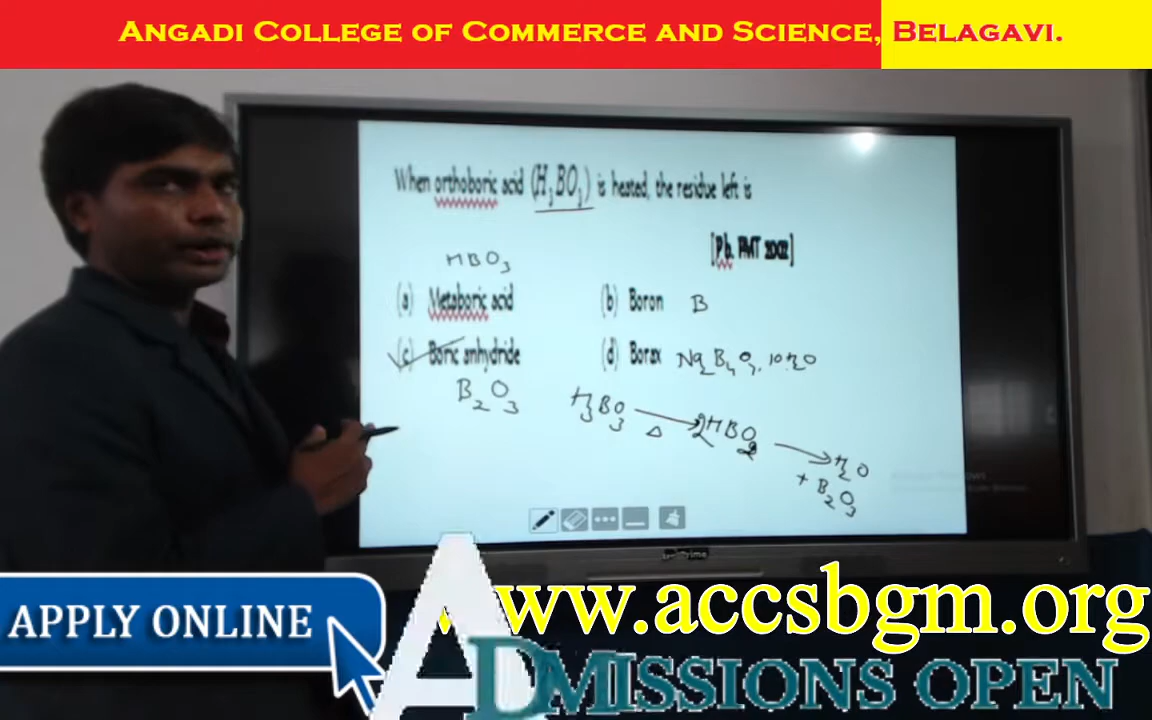 ANGADI COLLEGE OF COMMERCE AND SCIENCE, BELAGAVI.
When orthoboric acid (H₃BO₃) is heated, the residue left is
[Pb. PMT 2002]
HBO₃
(a) Metaboric acid (b) Boron B
(c) Boric anhydride (d) Borax Na₂B₄O₇.10H₂O
B₂O₃ H₃BO₃ →Δ 2HBO₂ → H₂O
+ B₂O₃
APPLY ONLINE
www.accsbgm.org
ADMISSIONS OPEN